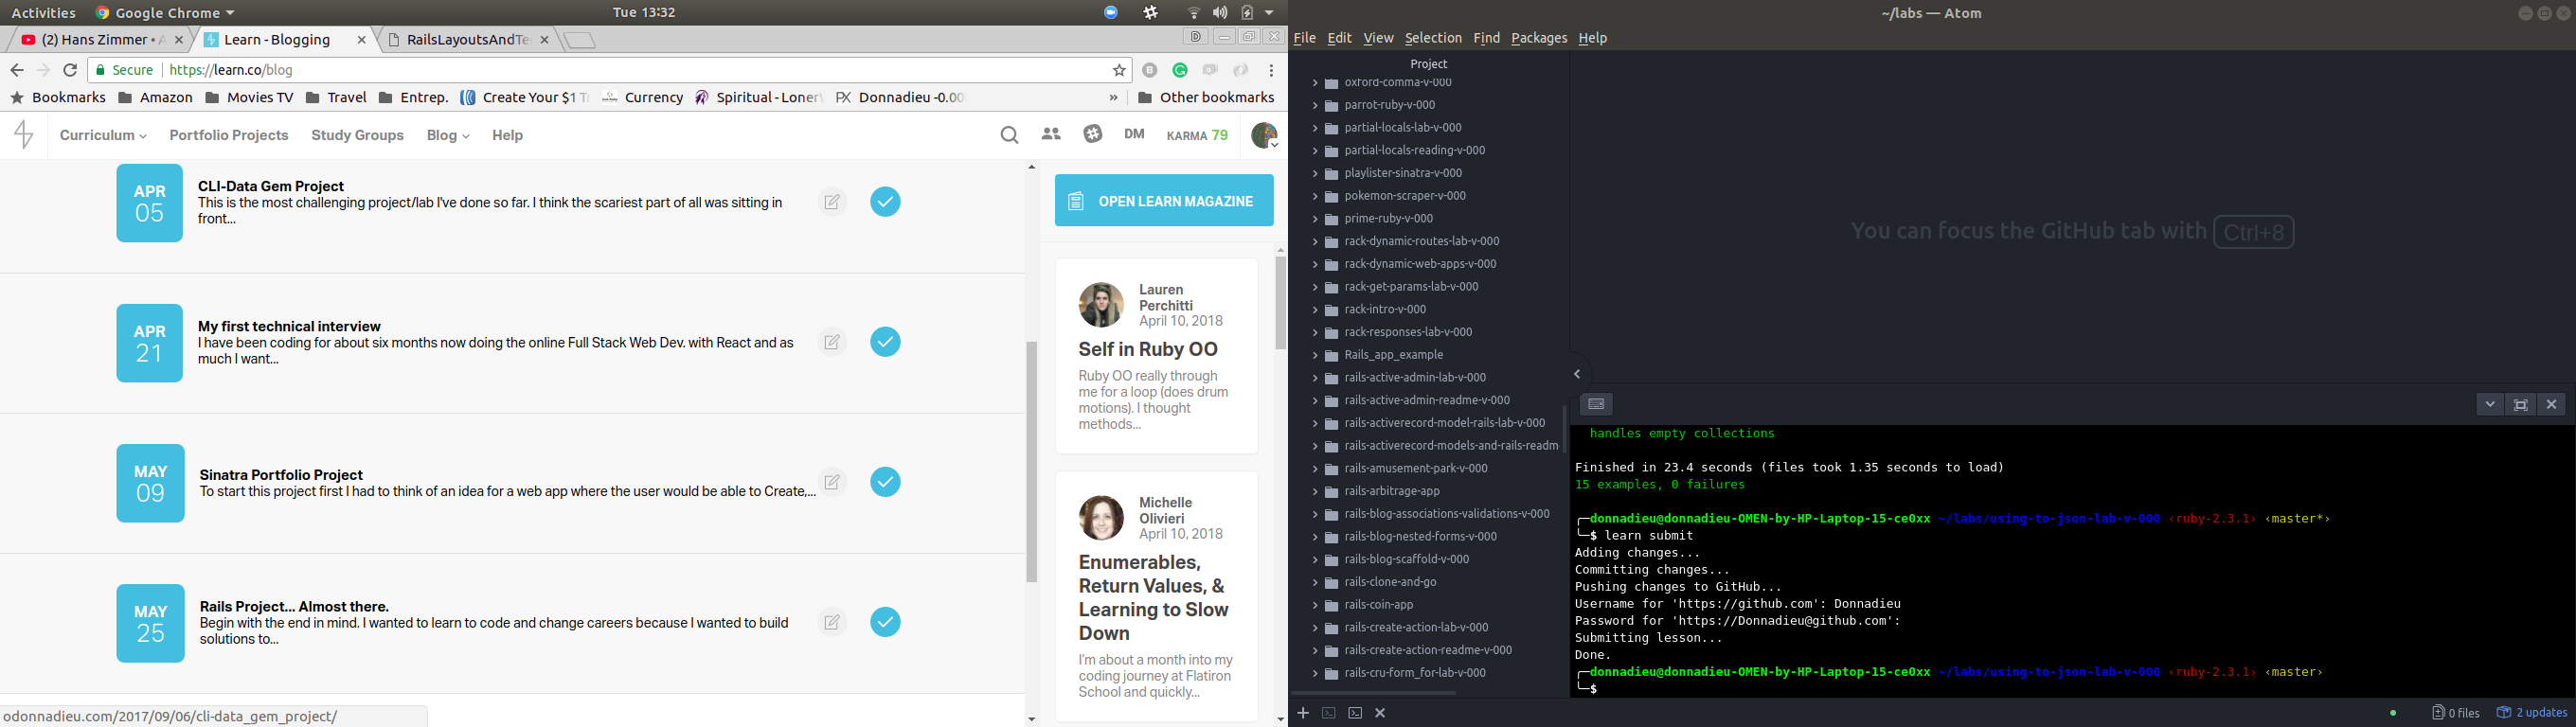 Activities
Google Chrome
Tue 13:32
(2) Hans Zimmer •
Learn - Blogging
RailsLayoutsAndTe
D
Secure
https://learn.co/blog
Bookmarks
Amazon
Movies TV
Travel
Entrep.
Create Your $1 T
Currency
Spiritual - Loner
Donnadieu -0.00
»
Other bookmarks
Curriculum
Portfolio Projects
Study Groups
Blog
Help
DM
KARMA 79
APR
05
CLI-Data Gem Project
This is the most challenging project/lab I've done so far. I think the scariest part of all was sitting in
front...
APR
21
My first technical interview
I have been coding for about six months now doing the online Full Stack Web Dev. with React and as
much I want...
MAY
09
Sinatra Portfolio Project
To start this project first I had to think of an idea for a web app where the user would be able to Create,...
MAY
25
Rails Project... Almost there.
Begin with the end in mind. I wanted to learn to code and change careers because I wanted to build
solutions to...
odonnadieu.com/2017/09/06/cli-data_gem_project/
OPEN LEARN MAGAZINE
Lauren
Perchitti
April 10, 2018
Self in Ruby OO
Ruby OO really through
me for a loop (does drum
motions). I thought
methods...
Michelle
Olivieri
April 10, 2018
Enumerables,
Return Values, &
Learning to Slow
Down
I'm about a month into my
coding journey at Flatiron
School and quickly...
~/labs — Atom
File Edit View Selection Find Packages Help
Project
oxford-comma-v-000
parrot-ruby-v-000
partial-locals-lab-v-000
partial-locals-reading-v-000
playlister-sinatra-v-000
pokemon-scraper-v-000
prime-ruby-v-000
rack-dynamic-routes-lab-v-000
rack-dynamic-web-apps-v-000
rack-get-params-lab-v-000
rack-intro-v-000
rack-responses-lab-v-000
Rails_app_example
rails-active-admin-lab-v-000
rails-active-admin-readme-v-000
rails-activerecord-model-rails-lab-v-000
rails-activerecord-models-and-rails-readm
rails-amusement-park-v-000
rails-arbitrage-app
rails-blog-associations-validations-v-000
rails-blog-nested-forms-v-000
rails-blog-scaffold-v-000
rails-clone-and-go
rails-coin-app
rails-create-action-lab-v-000
rails-create-action-readme-v-000
rails-cru-form_for-lab-v-000
You can focus the GitHub tab with Ctrl+8
handles empty collections
Finished in 23.4 seconds (files took 1.35 seconds to load)
15 examples, 0 failures
╭─donnadieu@donnadieu-OMEN-by-HP-Laptop-15-ce0xx ~/labs/using-to-json-lab-v-000 ‹ruby-2.3.1› ‹master*›
╰─$ learn submit
Adding changes...
Committing changes...
Pushing changes to GitHub...
Username for 'https://github.com': Donnadieu
Password for 'https://Donnadieu@github.com':
Submitting lesson...
Done.
╭─donnadieu@donnadieu-OMEN-by-HP-Laptop-15-ce0xx ~/labs/using-to-json-lab-v-000 ‹ruby-2.3.1› ‹master›
╰─$
0 files
2 updates